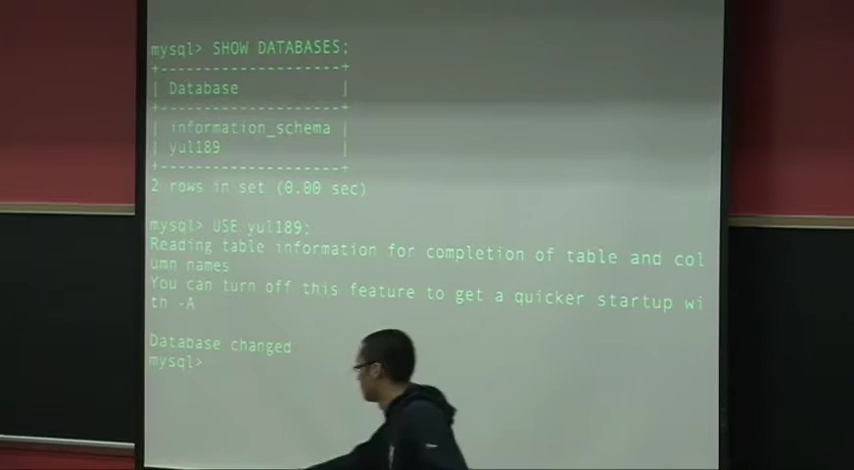 mysql> SHOW DATABASES;
+--------------------+
| Database           |
+--------------------+
| information_schema |
| yul189             |
+--------------------+
2 rows in set (0.00 sec)
mysql> USE yul189;
Reading table information for completion of table and col
umn names
You can turn off this feature to get a quicker startup wi
th -A
Database changed
mysql>